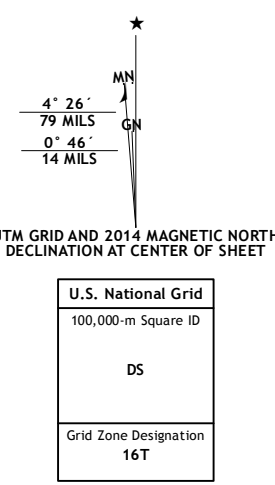 MN
4° 26´
79 MILS
GN
0° 46´
14 MILS
UTM GRID AND 2014 MAGNETIC NORTH
DECLINATION AT CENTER OF SHEET
U.S. National Grid
100,000-m Square ID
DS
Grid Zone Designation
16T